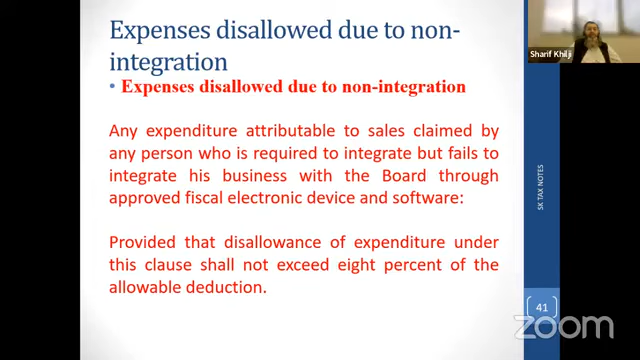 Expenses disallowed due to non-
integration
• Expenses disallowed due to non-integration
Any expenditure attributable to sales claimed by
any person who is required to integrate but fails to
integrate his business with the Board through
approved fiscal electronic device and software:
Provided that disallowance of expenditure under
this clause shall not exceed eight percent of the
allowable deduction.
Sharif Khilji
SK TAX NOTES
41
zoom